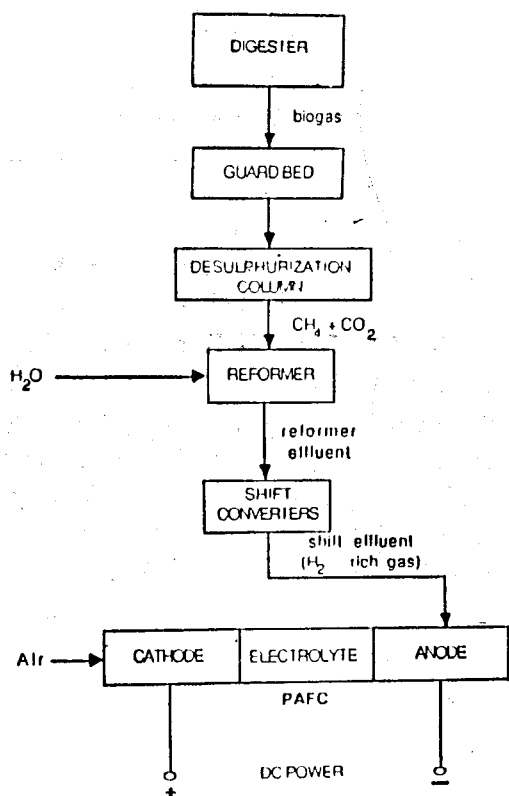 DIGESTER
biogas
GUARD BED
DESULPHURIZATION
COLUMN
CH₄ + CO₂
H₂O
REFORMER
reformer
effluent
SHIFT
CONVERTERS
shift effluent
(H₂ rich gas)
Air
CATHODE
ELECTROLYTE
ANODE
PAFC
DC POWER
+
−